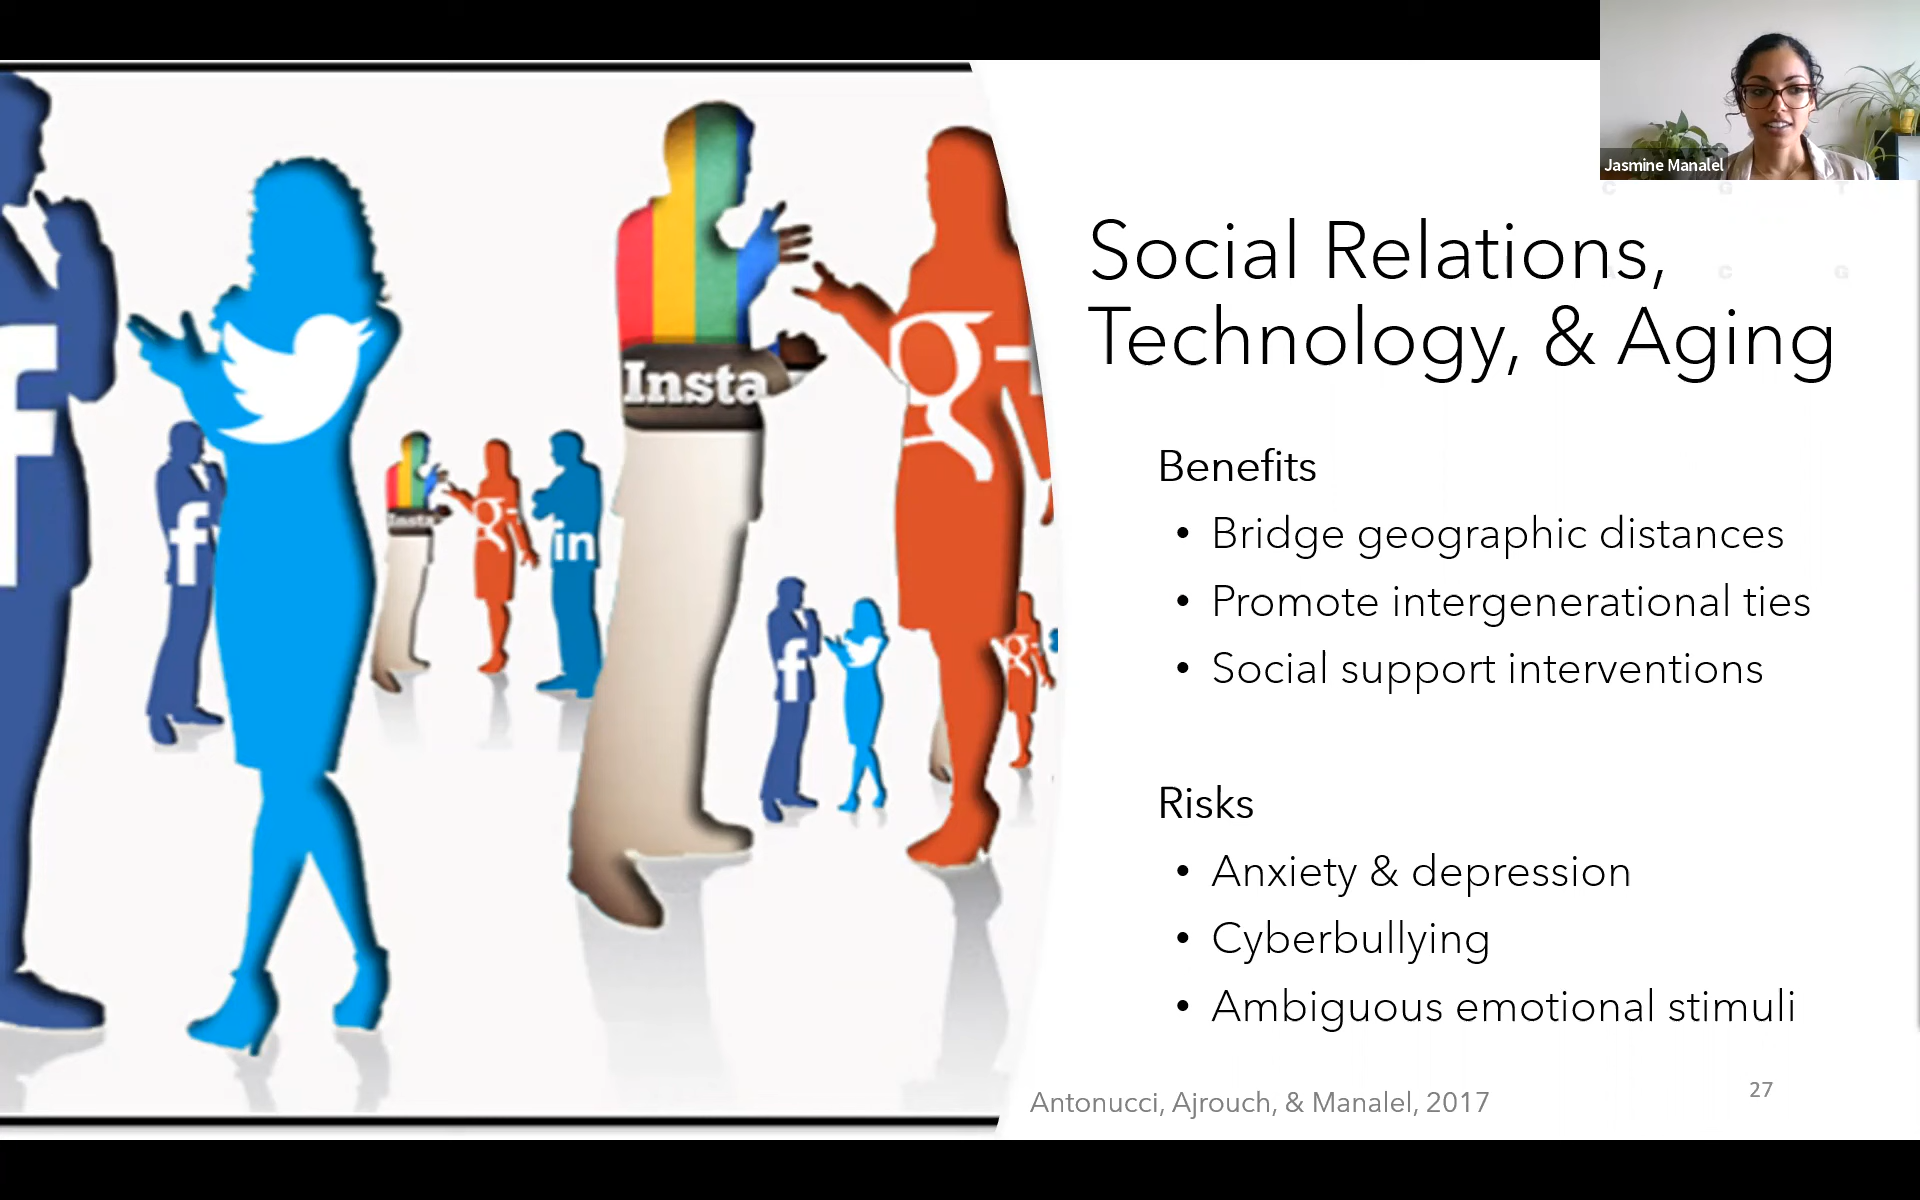 Jasmine Manalel
Social Relations,
Technology, & Aging
Benefits
• Bridge geographic distances
• Promote intergenerational ties
• Social support interventions
Risks
• Anxiety & depression
• Cyberbullying
• Ambiguous emotional stimuli
Antonucci, Ajrouch, & Manalel, 2017
27
f
Insta
g+
f
Insta
g
in
f
g